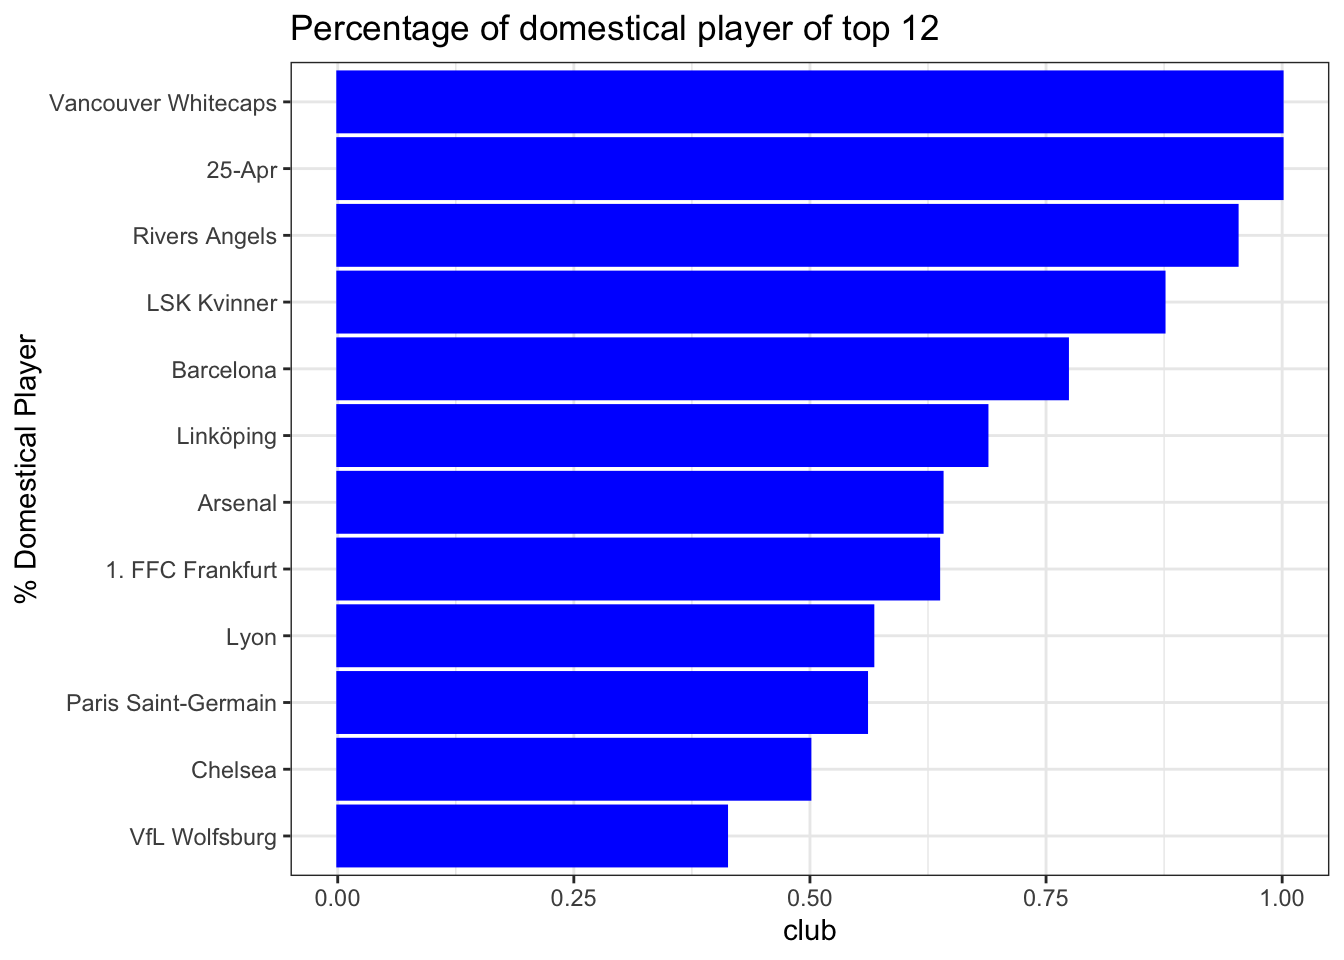 Percentage of domestical player of top 12
% Domestical Player
Vancouver Whitecaps
25-Apr
Rivers Angels
LSK Kvinner
Barcelona
Linköping
Arsenal
1. FFC Frankfurt
Lyon
Paris Saint-Germain
Chelsea
VfL Wolfsburg
0.00 0.25 0.50 0.75 1.00
club